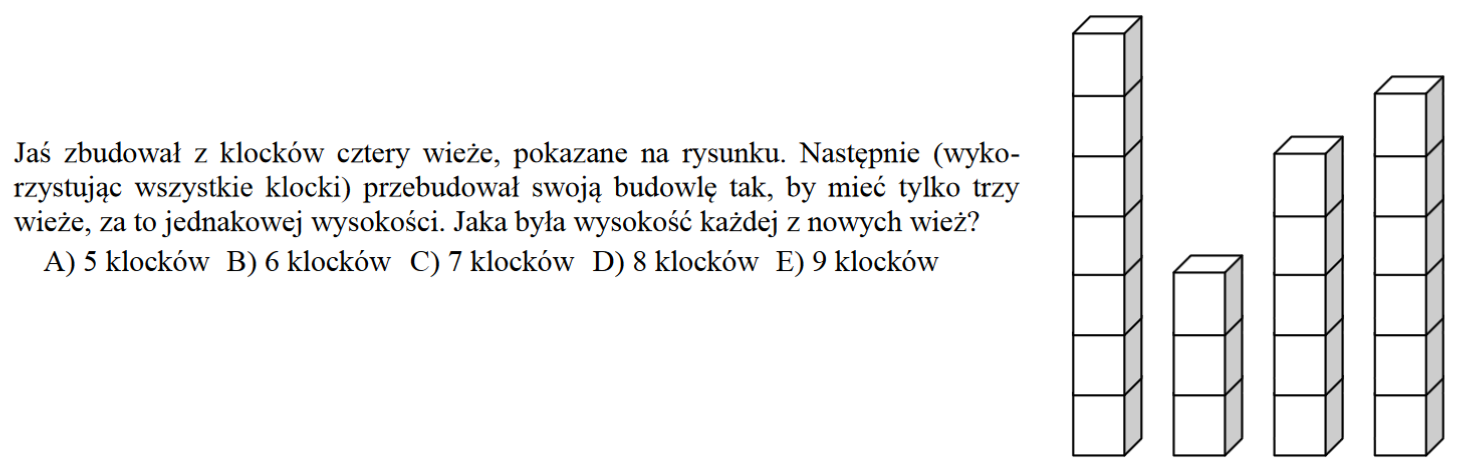 Jaś zbudował z klocków cztery wieże, pokazane na rysunku. Następnie (wyko-
rzystując wszystkie klocki) przebudował swoją budowlę tak, by mieć tylko trzy
wieże, za to jednakowej wysokości. Jaka była wysokość każdej z nowych wież?
A) 5 klocków B) 6 klocków C) 7 klocków D) 8 klocków E) 9 klocków